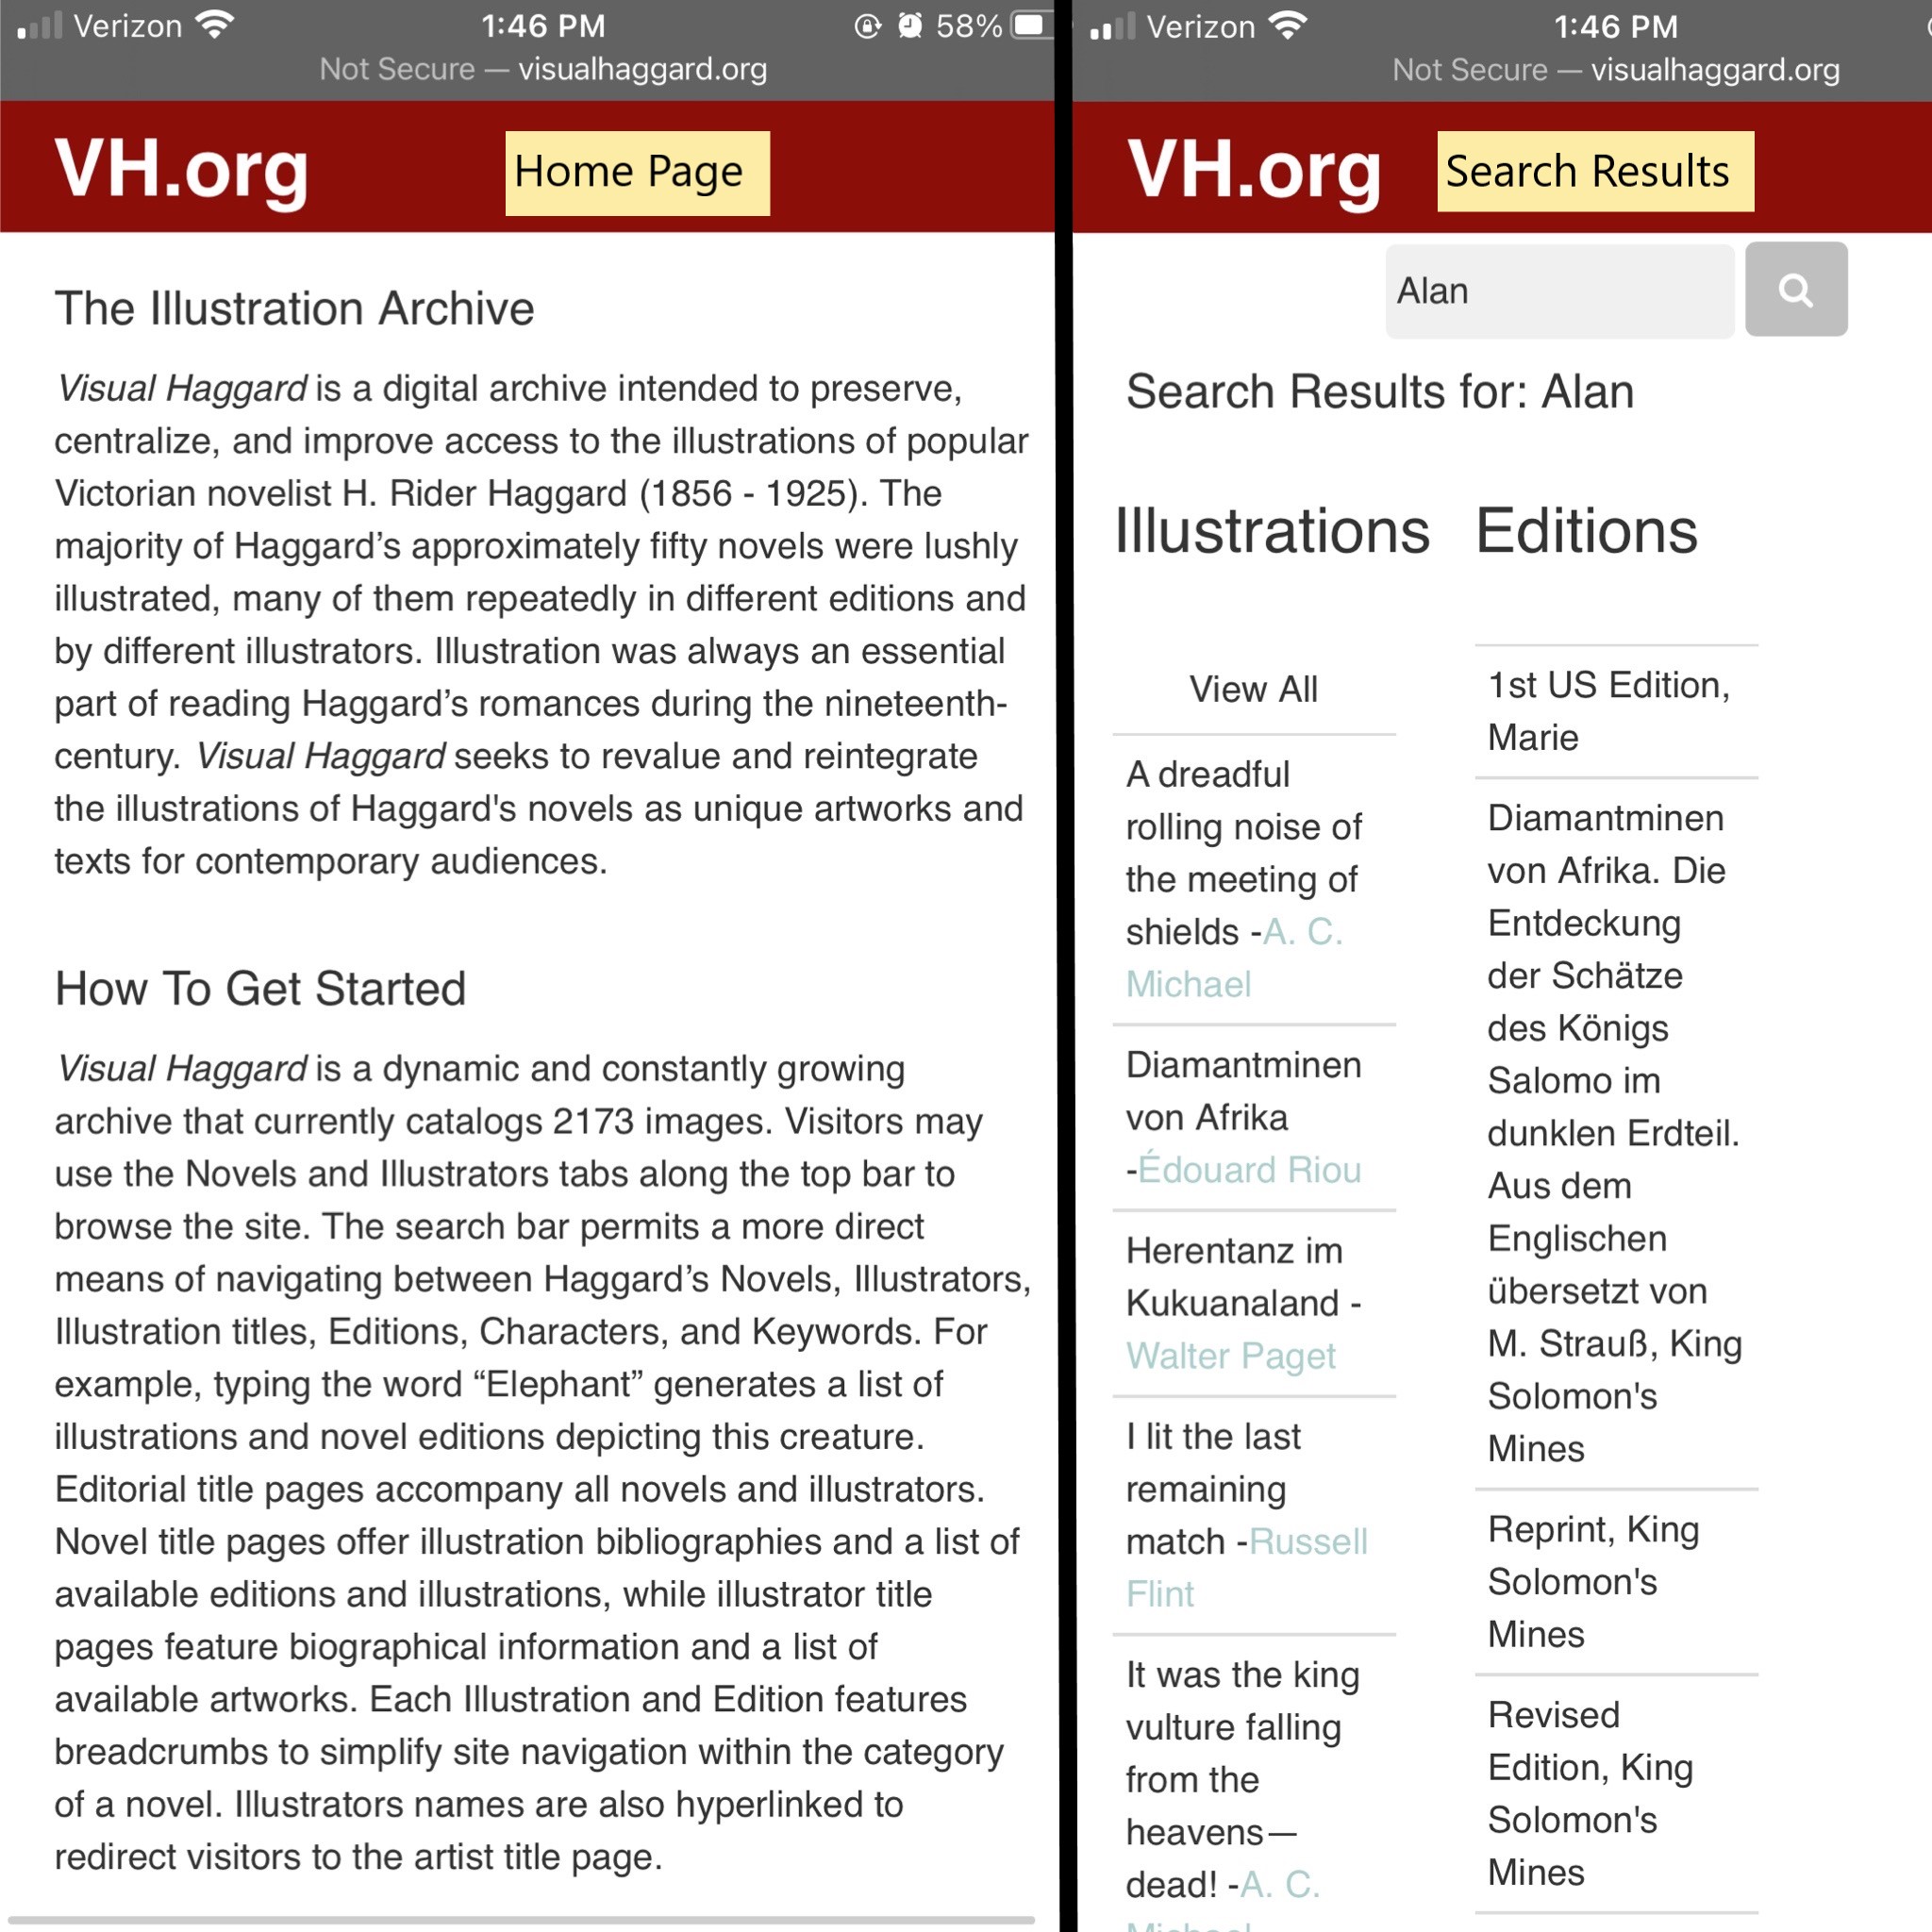 Verizon 1:46 PM 58%
Not Secure — visualhaggard.org
VH.org Home Page
The Illustration Archive
Visual Haggard is a digital archive intended to preserve,
centralize, and improve access to the illustrations of popular
Victorian novelist H. Rider Haggard (1856 - 1925). The
majority of Haggard’s approximately fifty novels were lushly
illustrated, many of them repeatedly in different editions and
by different illustrators. Illustration was always an essential
part of reading Haggard’s romances during the nineteenth-
century. Visual Haggard seeks to revalue and reintegrate
the illustrations of Haggard's novels as unique artworks and
texts for contemporary audiences.
How To Get Started
Visual Haggard is a dynamic and constantly growing
archive that currently catalogs 2173 images. Visitors may
use the Novels and Illustrators tabs along the top bar to
browse the site. The search bar permits a more direct
means of navigating between Haggard’s Novels, Illustrators,
Illustration titles, Editions, Characters, and Keywords. For
example, typing the word “Elephant” generates a list of
illustrations and novel editions depicting this creature.
Editorial title pages accompany all novels and illustrators.
Novel title pages offer illustration bibliographies and a list of
available editions and illustrations, while illustrator title
pages feature biographical information and a list of
available artworks. Each Illustration and Edition features
breadcrumbs to simplify site navigation within the category
of a novel. Illustrators names are also hyperlinked to
redirect visitors to the artist title page.
Verizon 1:46 PM
Not Secure — visualhaggard.org
VH.org Search Results
Alan
Search Results for: Alan
Illustrations
View All
A dreadful
rolling noise of
the meeting of
shields -A. C.
Michael
Diamantminen
von Afrika
-Édouard Riou
Herentanz im
Kukuanaland -
Walter Paget
I lit the last
remaining
match -Russell
Flint
It was the king
vulture falling
from the
heavens—
dead! -A. C.
Michael
Editions
1st US Edition,
Marie
Diamantminen
von Afrika. Die
Entdeckung
der Schätze
des Königs
Salomo im
dunklen Erdteil.
Aus dem
Englischen
übersetzt von
M. Strauß, King
Solomon's
Mines
Reprint, King
Solomon's
Mines
Revised
Edition, King
Solomon's
Mines